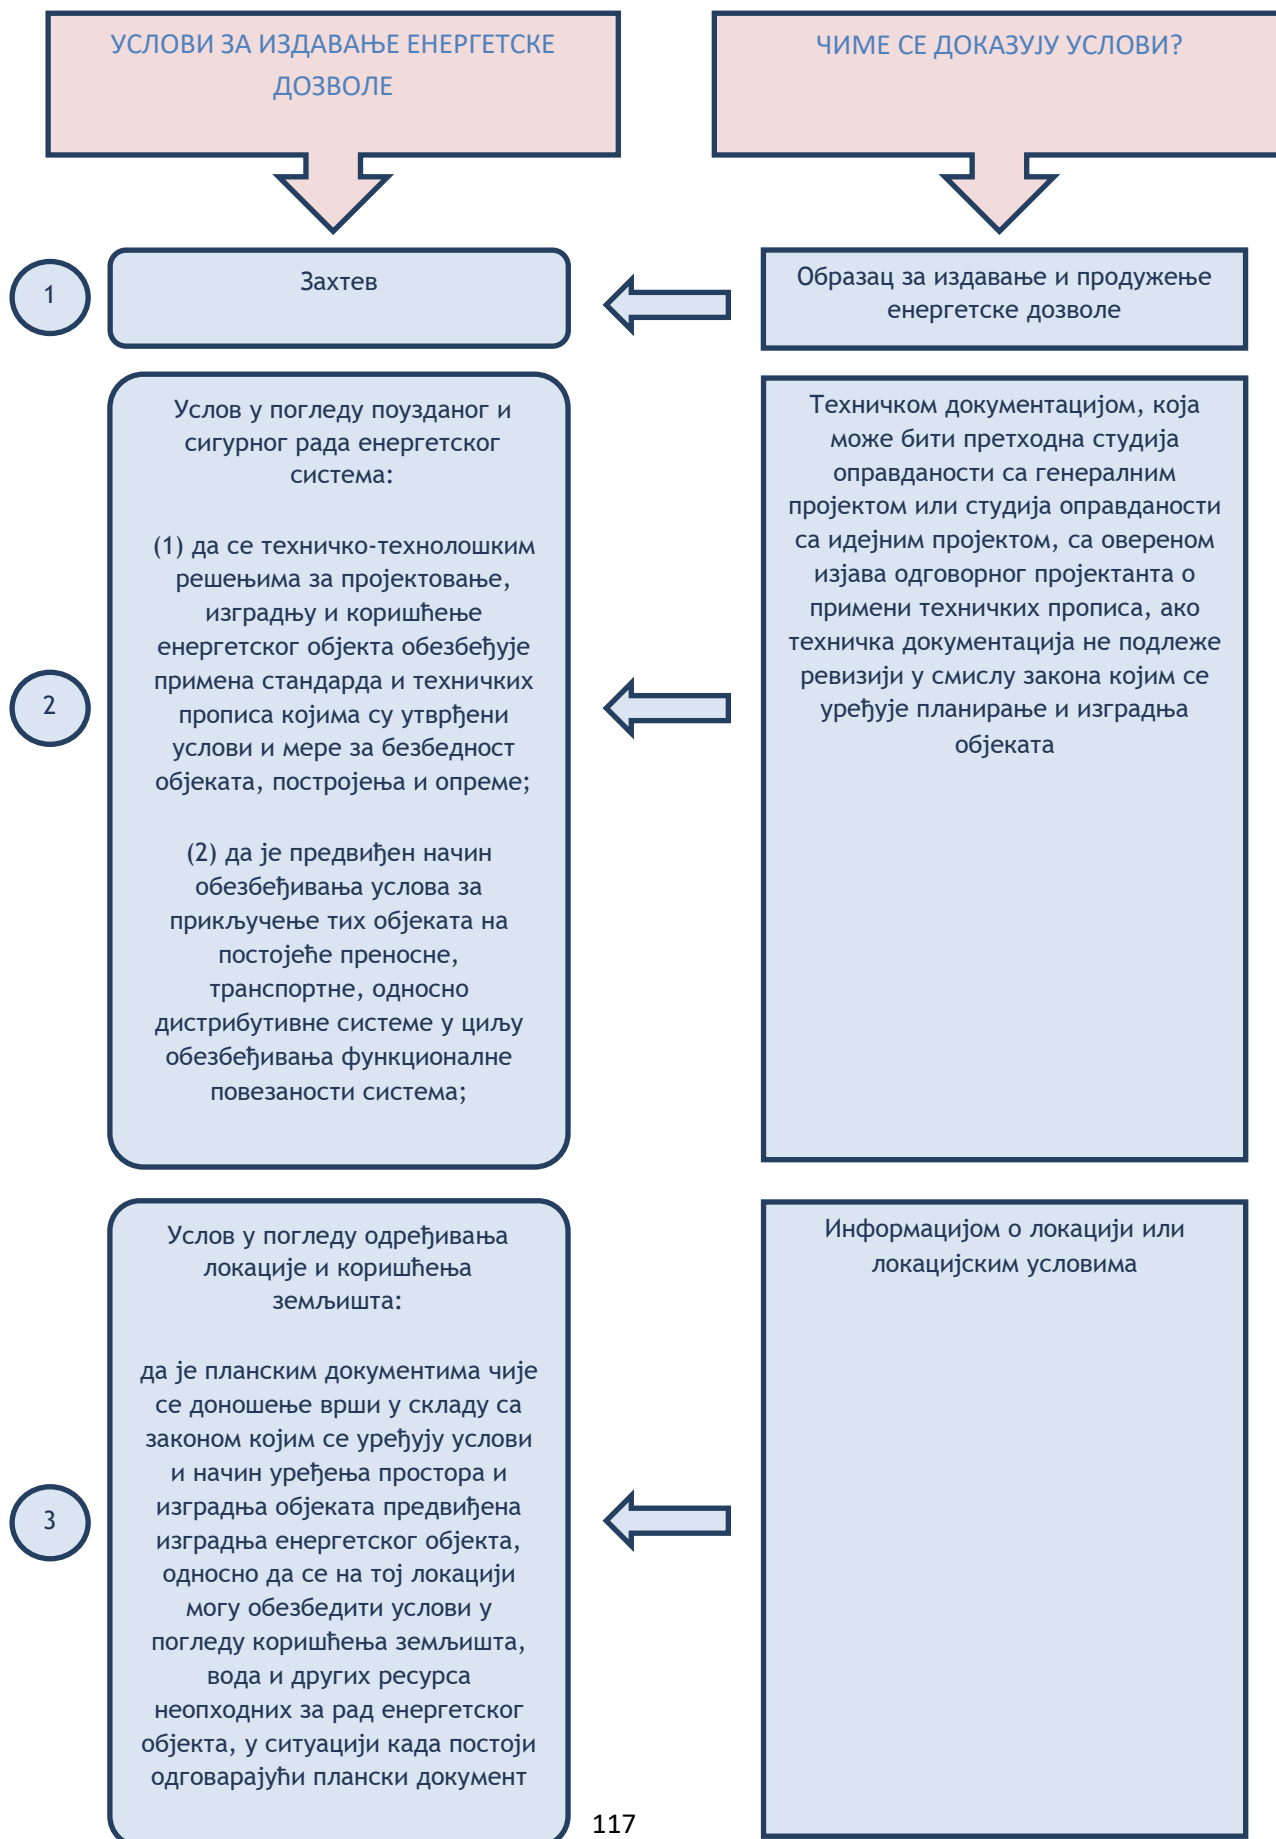 УСЛОВИ ЗА ИЗДАВАЊЕ ЕНЕРГЕТСКЕ
ДОЗВОЛЕ
ЧИМЕ СЕ ДОКАЗУЈУ УСЛОВИ?
1
Захтев
Образац за издавање и продужење
енергетске дозволе
2
Услов у погледу поузданог и
сигурног рада енергетског
система:
(1) да се техничко-технолошким
решењима за пројектовање,
изградњу и коришћење
енергетског објекта обезбеђује
примена стандарда и техничких
прописа којима су утврђени
услови и мере за безбедност
објеката, постројења и опреме;
(2) да је предвиђен начин
обезбеђивања услова за
прикључење тих објеката на
постојеће преносне,
транспортне, односно
дистрибутивне системе у циљу
обезбеђивања функционалне
повезаности система;
Техничком документацијом, која
може бити претходна студија
оправданости са генералним
пројектом или студија оправданости
са идејним пројектом, са овереном
изјава одговорног пројектанта о
примени техничких прописа, ако
техничка документација не подлеже
ревизији у смислу закона којим се
уређује планирање и изградња
објеката
3
Услов у погледу одређивања
локације и коришћења
земљишта:
да је планским документима чије
се доношење врши у складу са
законом којим се уређују услови
и начин уређења простора и
изградња објеката предвиђена
изградња енергетског објекта,
односно да се на тој локацији
могу обезбедити услови у
погледу коришћења земљишта,
вода и других ресурса
неопходних за рад енергетског
објекта, у ситуацији када постоји
одговарајући плански документ
Информацијом о локацији или
локацијским условима
117